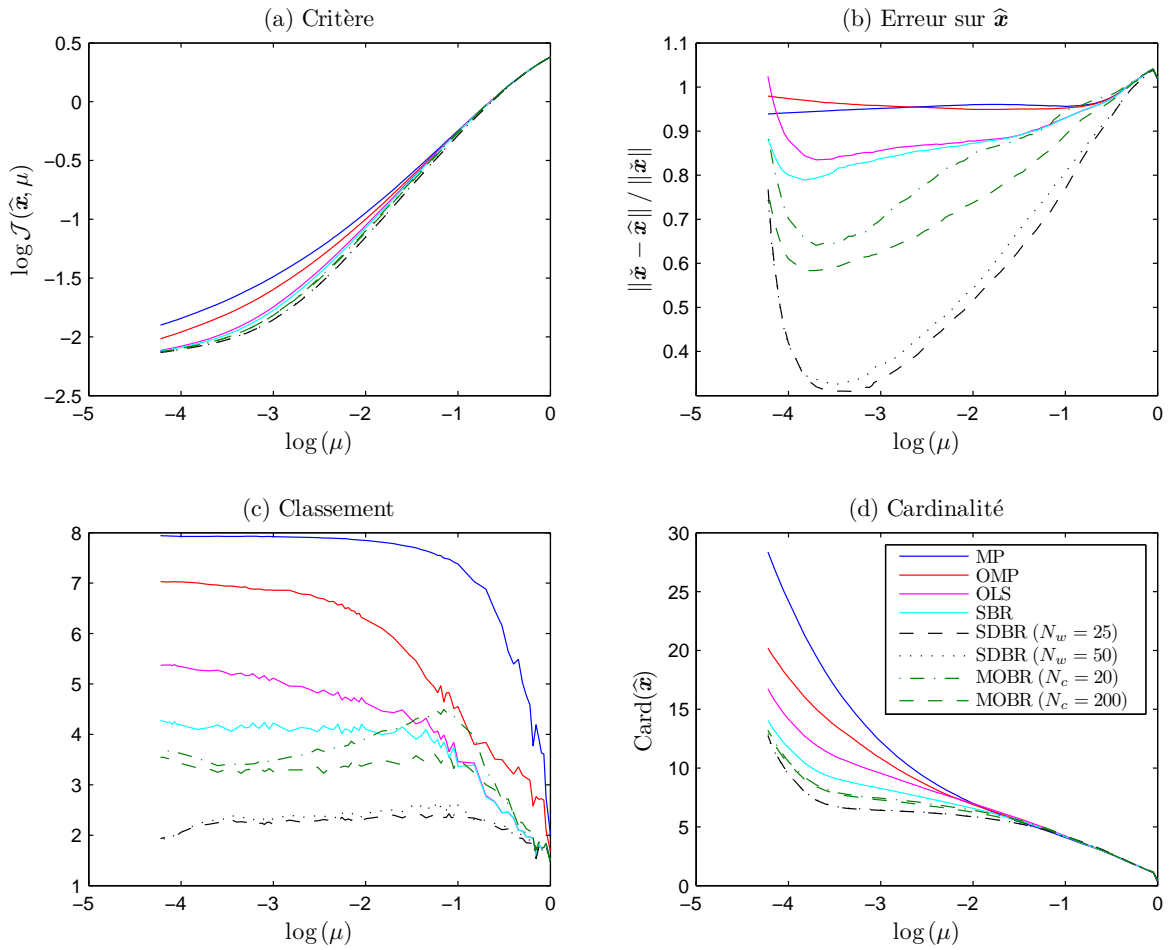 (a) Critère
0.5
0
−0.5
−1
−1.5
−2
−2.5
−5 −4 −3 −2 −1 0
log (μ)
log 𝒥(x̂, μ)
(b) Erreur sur x̂
1.1
1
0.9
0.8
0.7
0.6
0.5
0.4
−5 −4 −3 −2 −1 0
log (μ)
||x̌ − x̂|| / ||x̌||
(c) Classement
8
7
6
5
4
3
2
1
−5 −4 −3 −2 −1 0
log (μ)
(d) Cardinalité
30
25
20
15
10
5
0
−5 −4 −3 −2 −1 0
log (μ)
Card(x̂)
MP
OMP
OLS
SBR
SDBR (N_w = 25)
SDBR (N_w = 50)
MOBR (N_c = 20)
MOBR (N_c = 200)